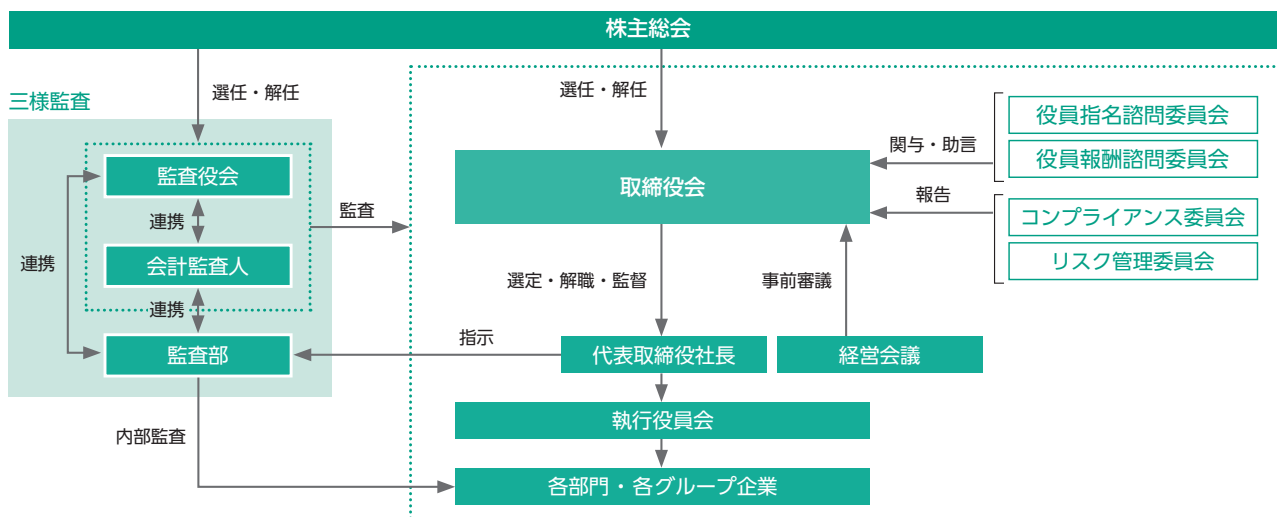 株主総会
選任・解任
選任・解任
三様監査
役員指名諮問委員会
関与・助言
役員報酬諮問委員会
監査役会
取締役会
報告
コンプライアンス委員会
連携
監査
連携
会計監査人
リスク管理委員会
選定・解職・監督
事前審議
連携
指示
監査部
代表取締役社長
経営会議
執行役員会
内部監査
各部門・各グループ企業